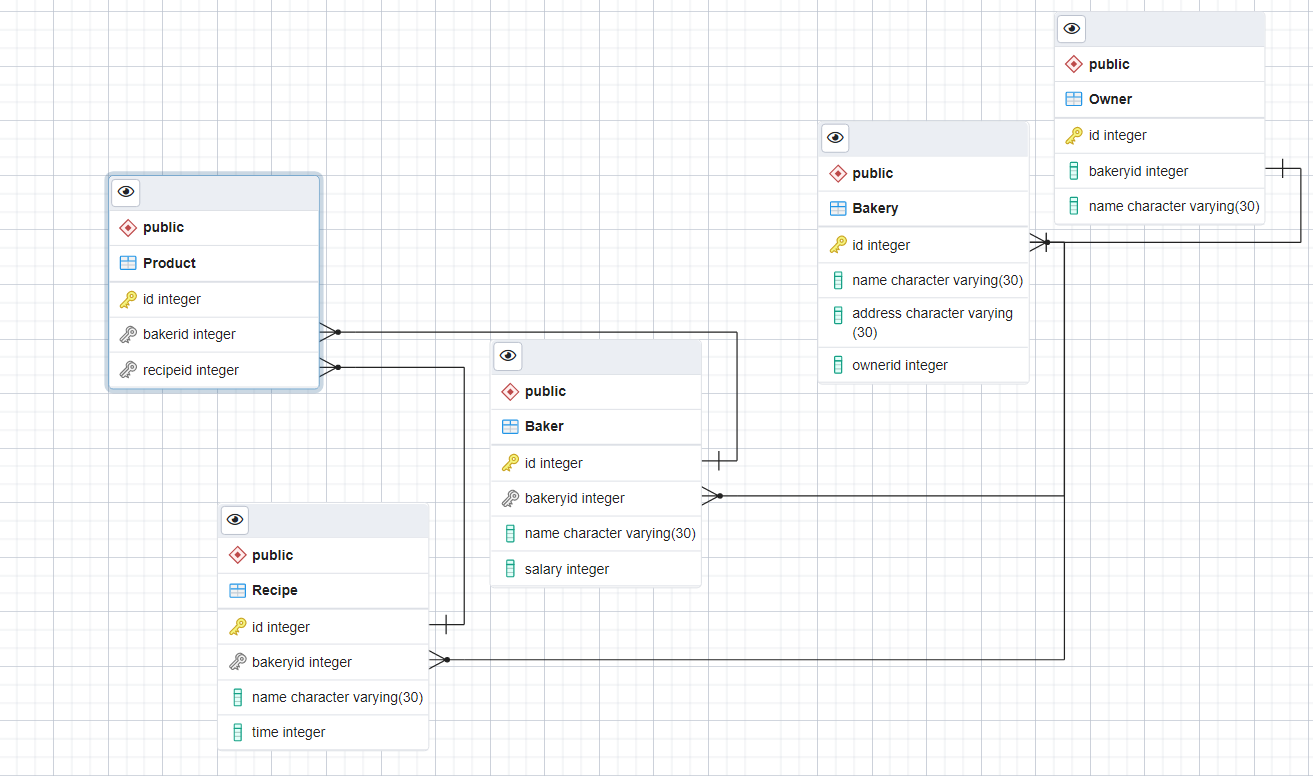 public
Owner
id integer
bakeryid integer
name character varying(30)
public
Bakery
id integer
name character varying(30)
address character varying
(30)
ownerid integer
public
Product
id integer
bakerid integer
recipeid integer
public
Baker
id integer
bakeryid integer
name character varying(30)
salary integer
public
Recipe
id integer
bakeryid integer
name character varying(30)
time integer